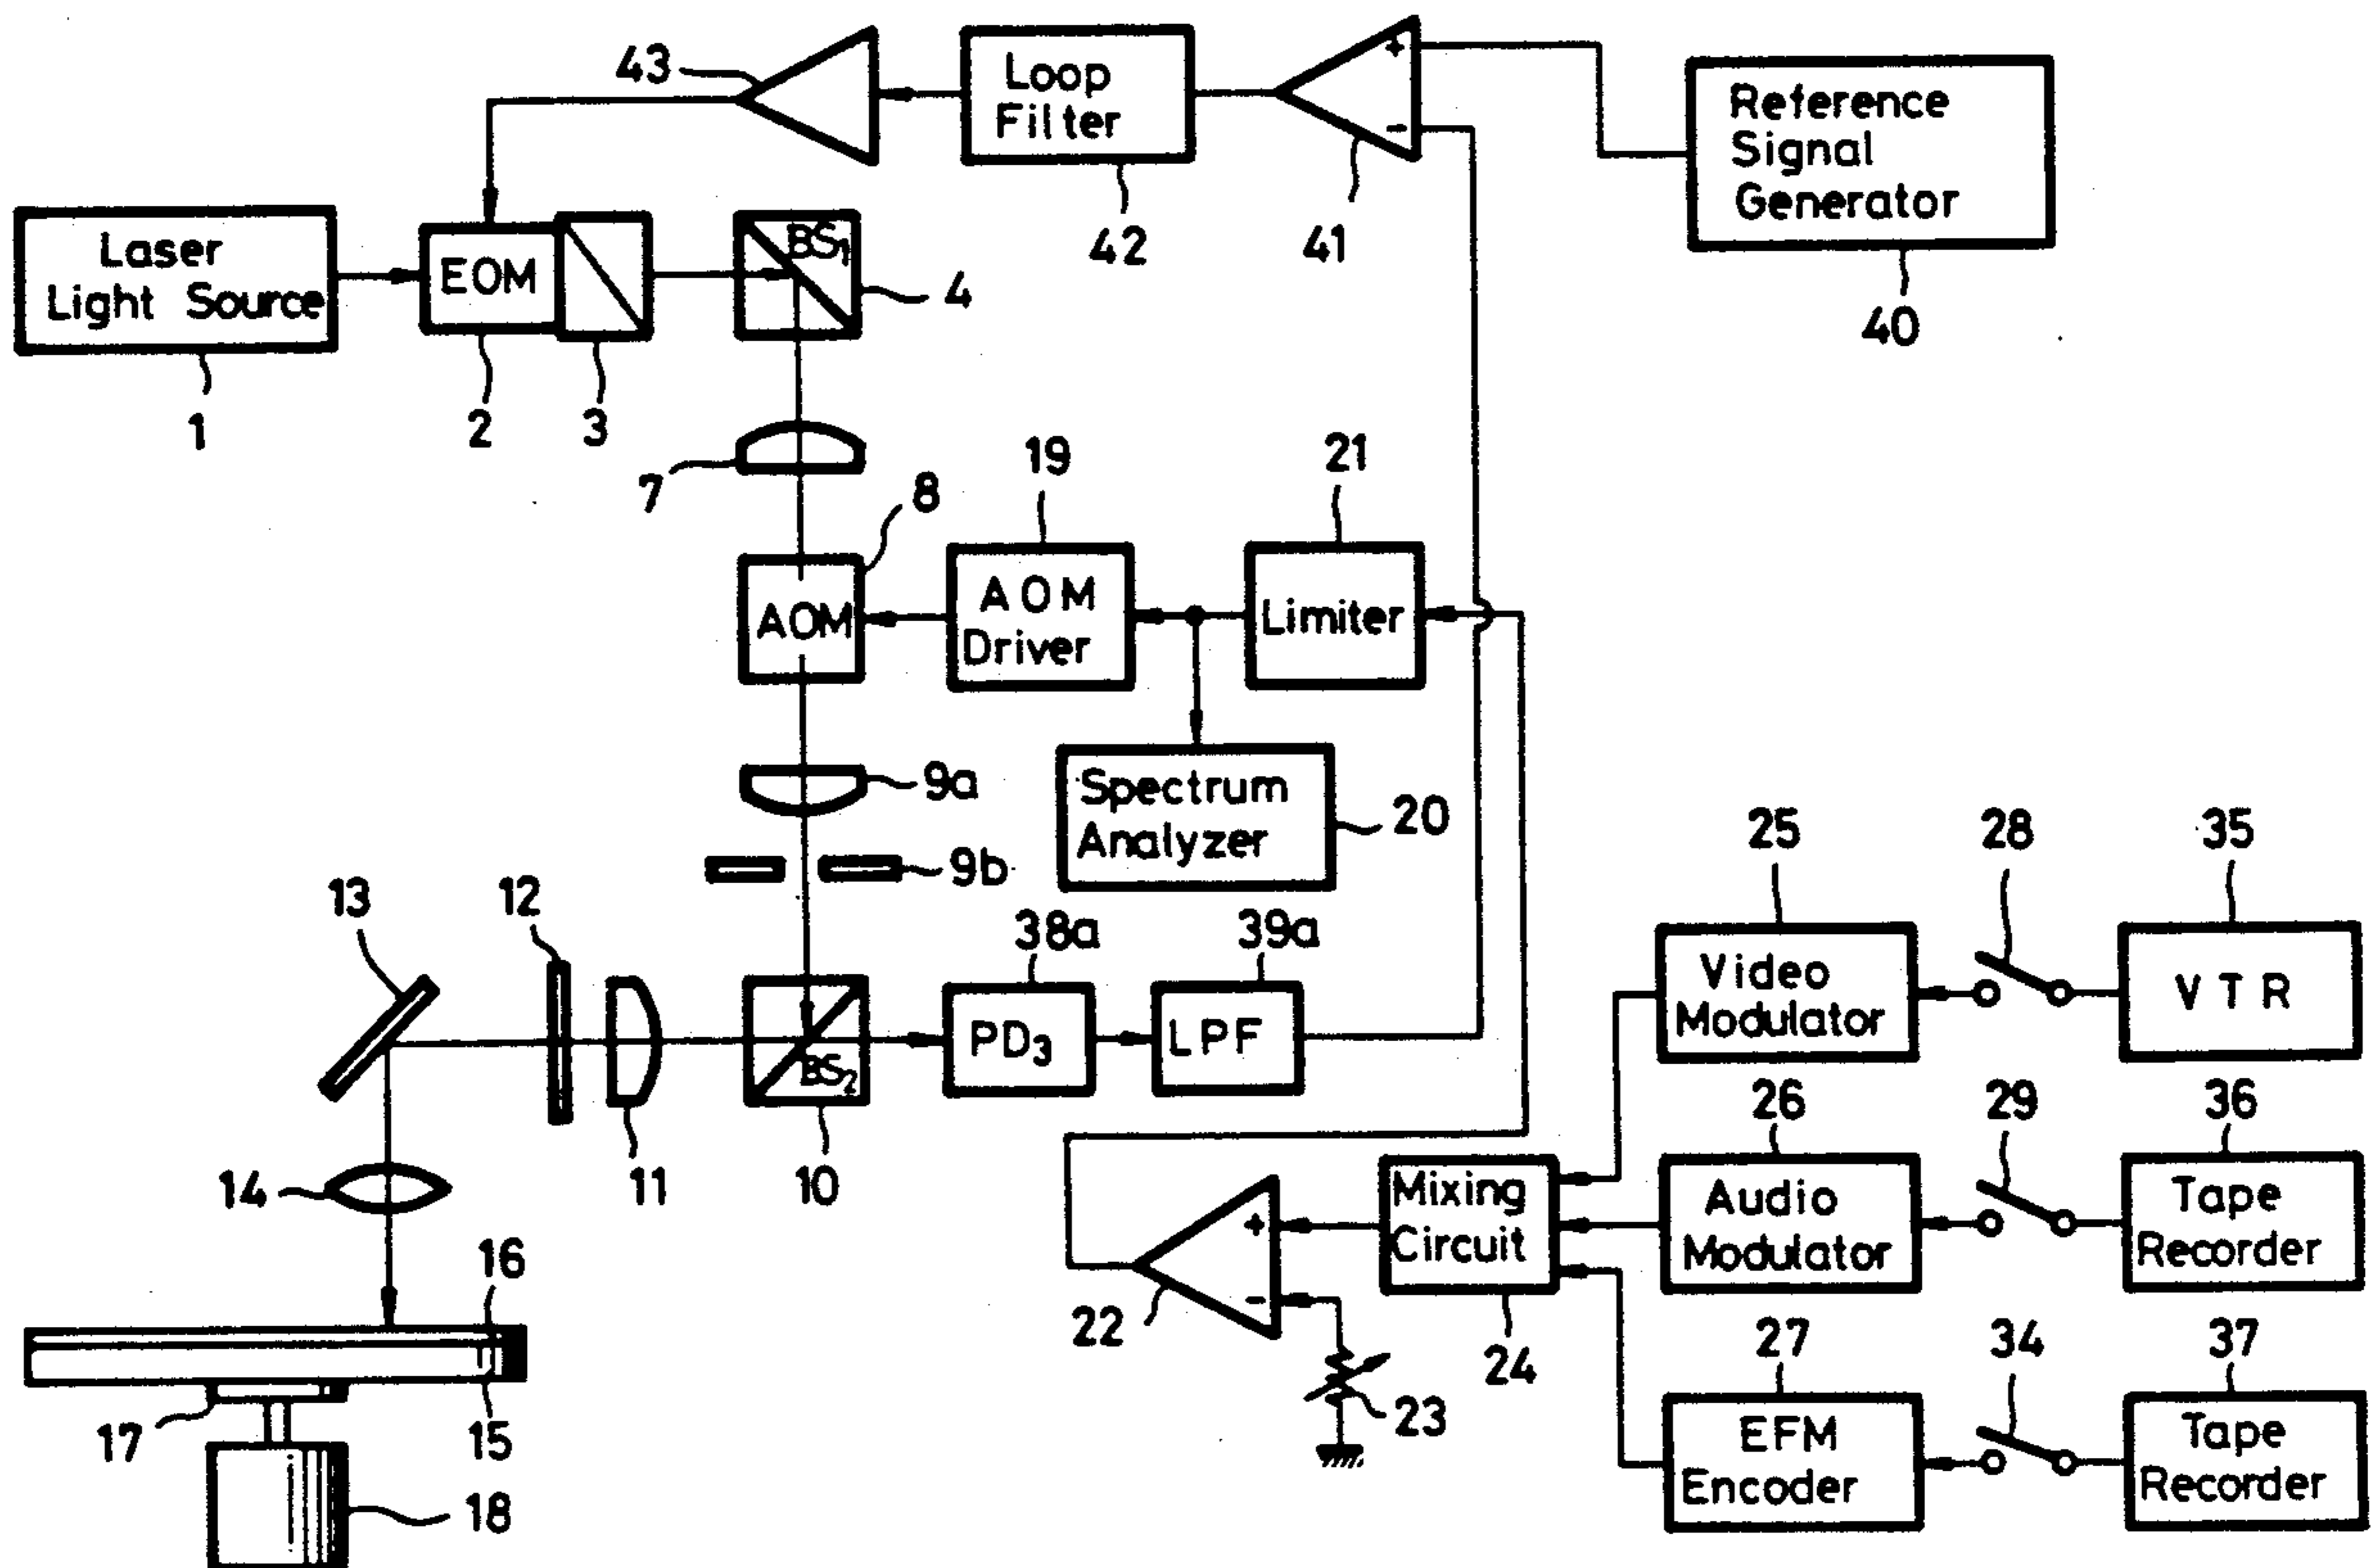 43
Loop
Filter
+
−
Reference
Signal
Generator
42
41
40
Laser
Light Source
EOM
BS1
4
1
2
3
7
8
19
21
AOM
AOM
Driver
Limiter
9a
Spectrum
Analyzer
20
9b
13
12
38a
39a
25
28
35
PD3
LPF
BS2
Video
Modulator
VTR
14
11
10
26
29
36
Mixing
Circuit
+
−
Audio
Modulator
Tape
Recorder
16
22
24
27
34
37
17
15
23
EFM
Encoder
Tape
Recorder
18